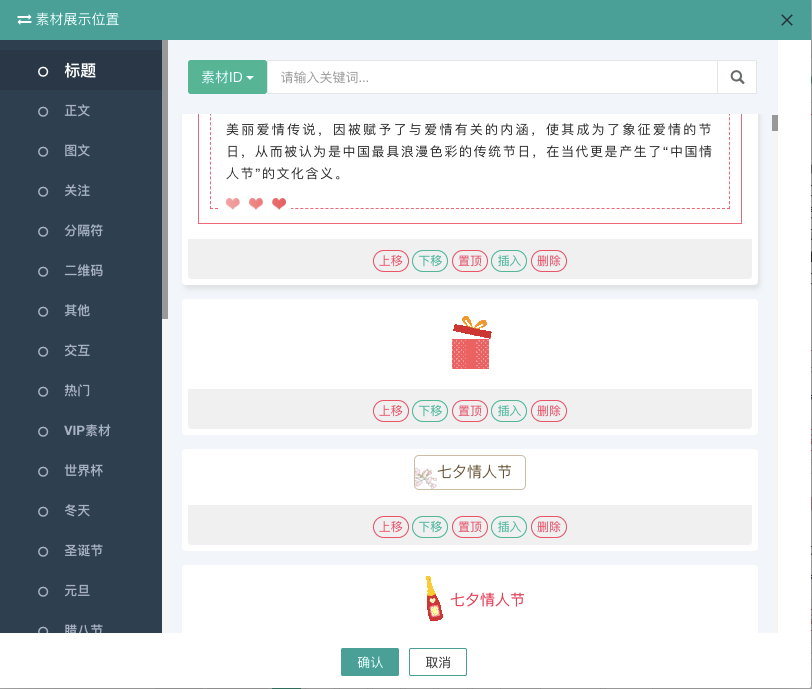 素材展示位置
标题
正文
图文
关注
分隔符
二维码
其他
交互
热门
VIP素材
世界杯
冬天
圣诞节
元旦
腊八节
素材ID
请输入关键词...
美丽爱情传说，因被赋予了与爱情有关的内涵，使其成为了象征爱情的节
日，从而被认为是中国最具浪漫色彩的传统节日，在当代更是产生了“中国情
人节”的文化含义。
上移 下移 置顶 插入 删除
上移 下移 置顶 插入 删除
七夕情人节
上移 下移 置顶 插入 删除
七夕情人节
确认 取消